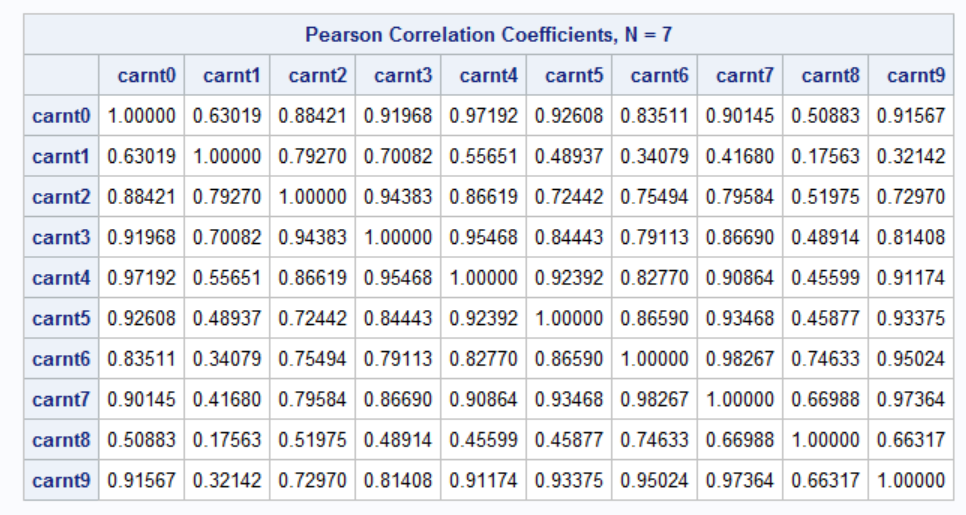 Pearson Correlation Coefficients, N = 7
carnt0 carnt1 carnt2 carnt3 carnt4 carnt5 carnt6 carnt7 carnt8 carnt9
carnt0 1.00000 0.63019 0.88421 0.91968 0.97192 0.92608 0.83511 0.90145 0.50883 0.91567
carnt1 0.63019 1.00000 0.79270 0.70082 0.55651 0.48937 0.34079 0.41680 0.17563 0.32142
carnt2 0.88421 0.79270 1.00000 0.94383 0.86619 0.72442 0.75494 0.79584 0.51975 0.72970
carnt3 0.91968 0.70082 0.94383 1.00000 0.95468 0.84443 0.79113 0.86690 0.48914 0.81408
carnt4 0.97192 0.55651 0.86619 0.95468 1.00000 0.92392 0.82770 0.90864 0.45599 0.91174
carnt5 0.92608 0.48937 0.72442 0.84443 0.92392 1.00000 0.86590 0.93468 0.45877 0.93375
carnt6 0.83511 0.34079 0.75494 0.79113 0.82770 0.86590 1.00000 0.98267 0.74633 0.95024
carnt7 0.90145 0.41680 0.79584 0.86690 0.90864 0.93468 0.98267 1.00000 0.66988 0.97364
carnt8 0.50883 0.17563 0.51975 0.48914 0.45599 0.45877 0.74633 0.66988 1.00000 0.66317
carnt9 0.91567 0.32142 0.72970 0.81408 0.91174 0.93375 0.95024 0.97364 0.66317 1.00000